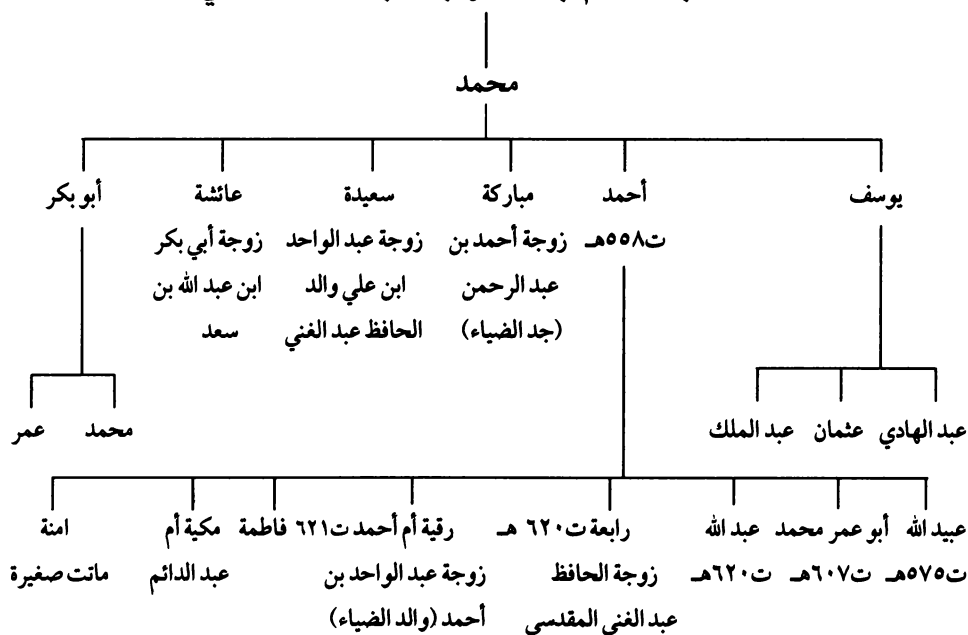 محمد
يوسف أحمد مباركة سعيدة عائشة أبو بكر
ت٥٥٨هـ زوجة أحمد بن زوجة عبد الواحد زوجة أبي بكر
عبد الرحمن ابن علي والد ابن عبد الله بن
(جد الضياء) الحافظ عبد الغني سعد
عبد الهادي عثمان عبد الملك محمد عمر
عبيد الله أبو عمر محمد عبد الله رابعة ت٦٢٠ هـ رقية أم أحمد ت٦٢١ فاطمة مكية أم امنة
ت٥٧٥هـ ت٦٠٧هـ ت٦٢٠هـ زوجة الحافظ زوجة عبد الواحد بن عبد الدائم ماتت صغيرة
عبد الغني المقدسي أحمد (والد الضياء)